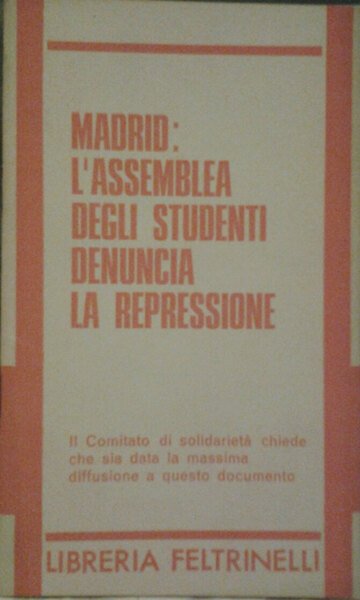 MADRID:
L'ASSEMBLEA
DEGLI STUDENTI
DENUNCIA
LA REPRESSIONE
Il Comitato di solidarietà chiede
che sia data la massima
diffusione a questo documento
LIBRERIA FELTRINELLI